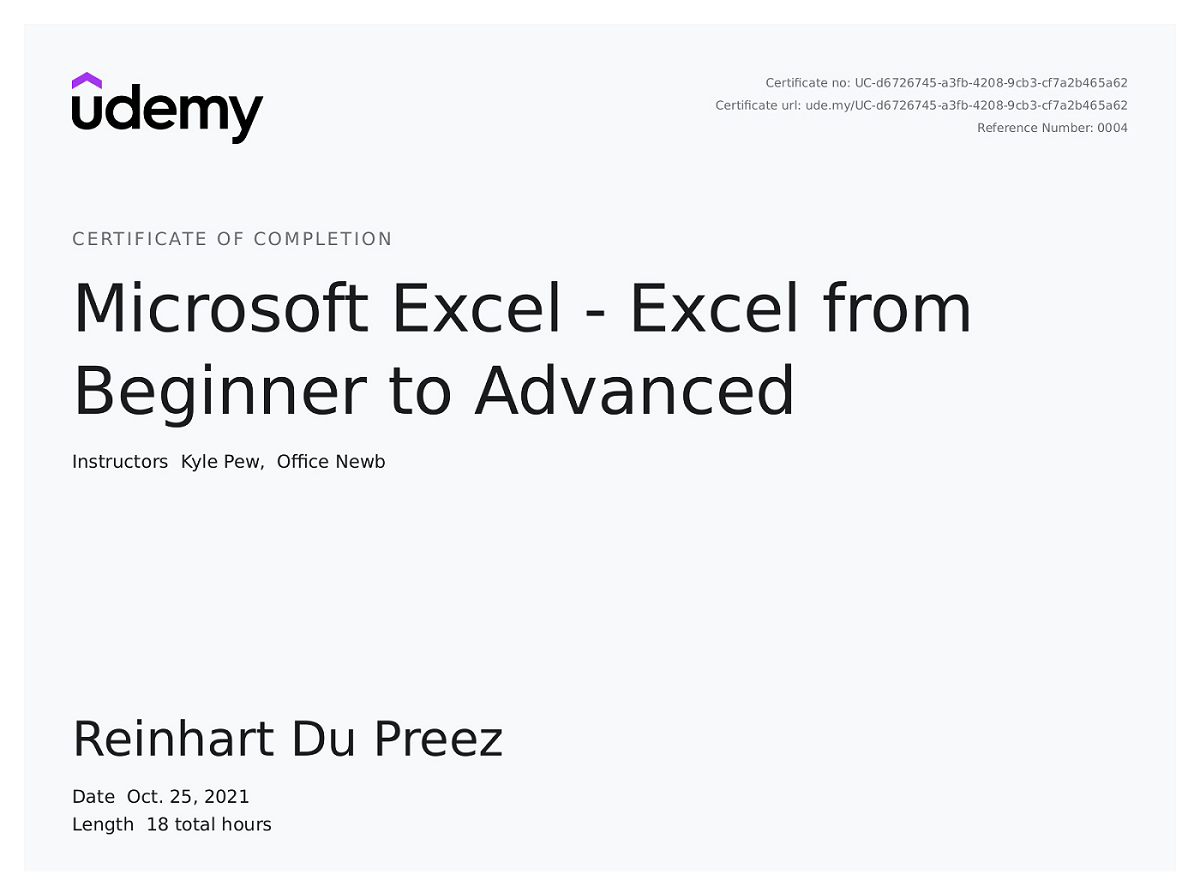 udemy
Certificate no: UC-d6726745-a3fb-4208-9cb3-cf7a2b465a62
Certificate url: ude.my/UC-d6726745-a3fb-4208-9cb3-cf7a2b465a62
Reference Number: 0004
CERTIFICATE OF COMPLETION
Microsoft Excel - Excel from
Beginner to Advanced
Instructors Kyle Pew, Office Newb
Reinhart Du Preez
Date Oct. 25, 2021
Length 18 total hours